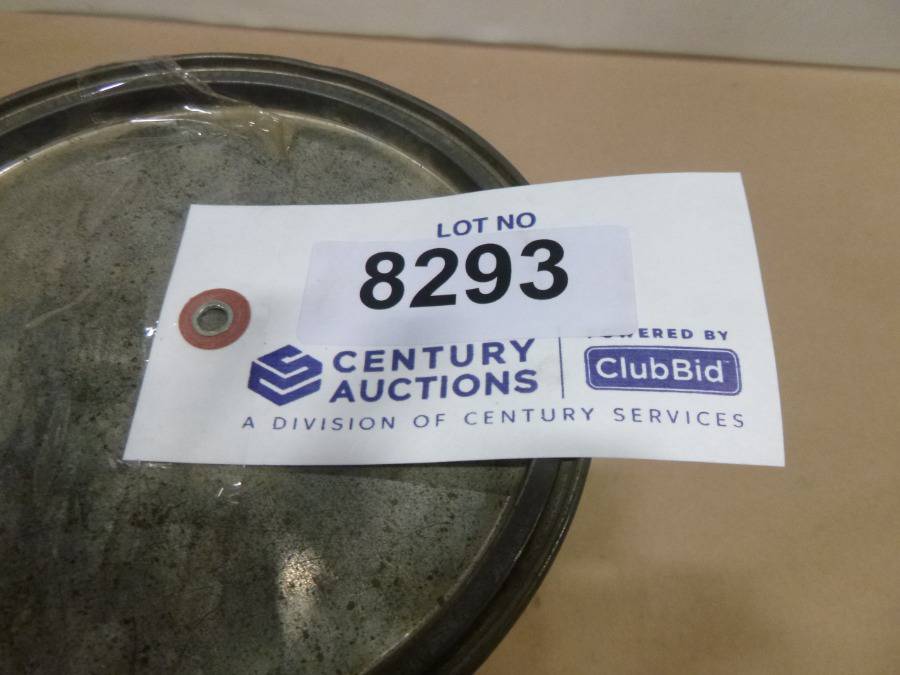 LOT NO
8293
CENTURY
AUCTIONS
POWERED BY
ClubBid
A DIVISION OF CENTURY SERVICES